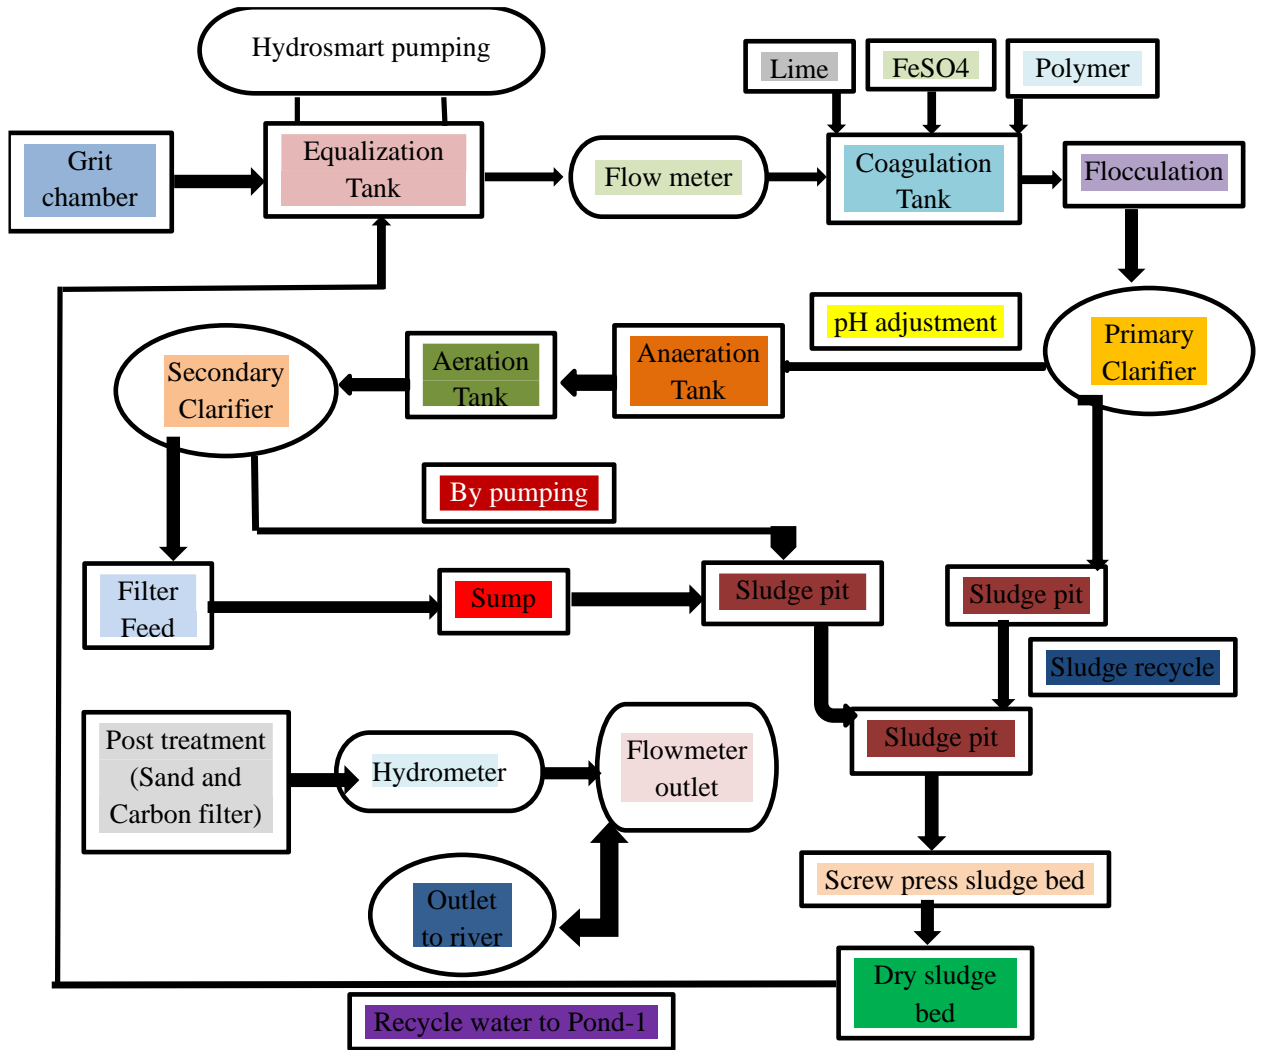 Hydrosmart pumping
Lime
FeSO4
Polymer
Grit
chamber
Equalization
Tank
Flow meter
Coagulation
Tank
Flocculation
pH adjustment
Primary
Clarifier
Anaeration
Tank
Aeration
Tank
Secondary
Clarifier
By pumping
Filter
Feed
Sump
Sludge pit
Sludge pit
Sludge recycle
Sludge pit
Post treatment
(Sand and
Carbon filter)
Hydrometer
Flowmeter
outlet
Screw press sludge bed
Outlet
to river
Dry sludge
bed
Recycle water to Pond-1